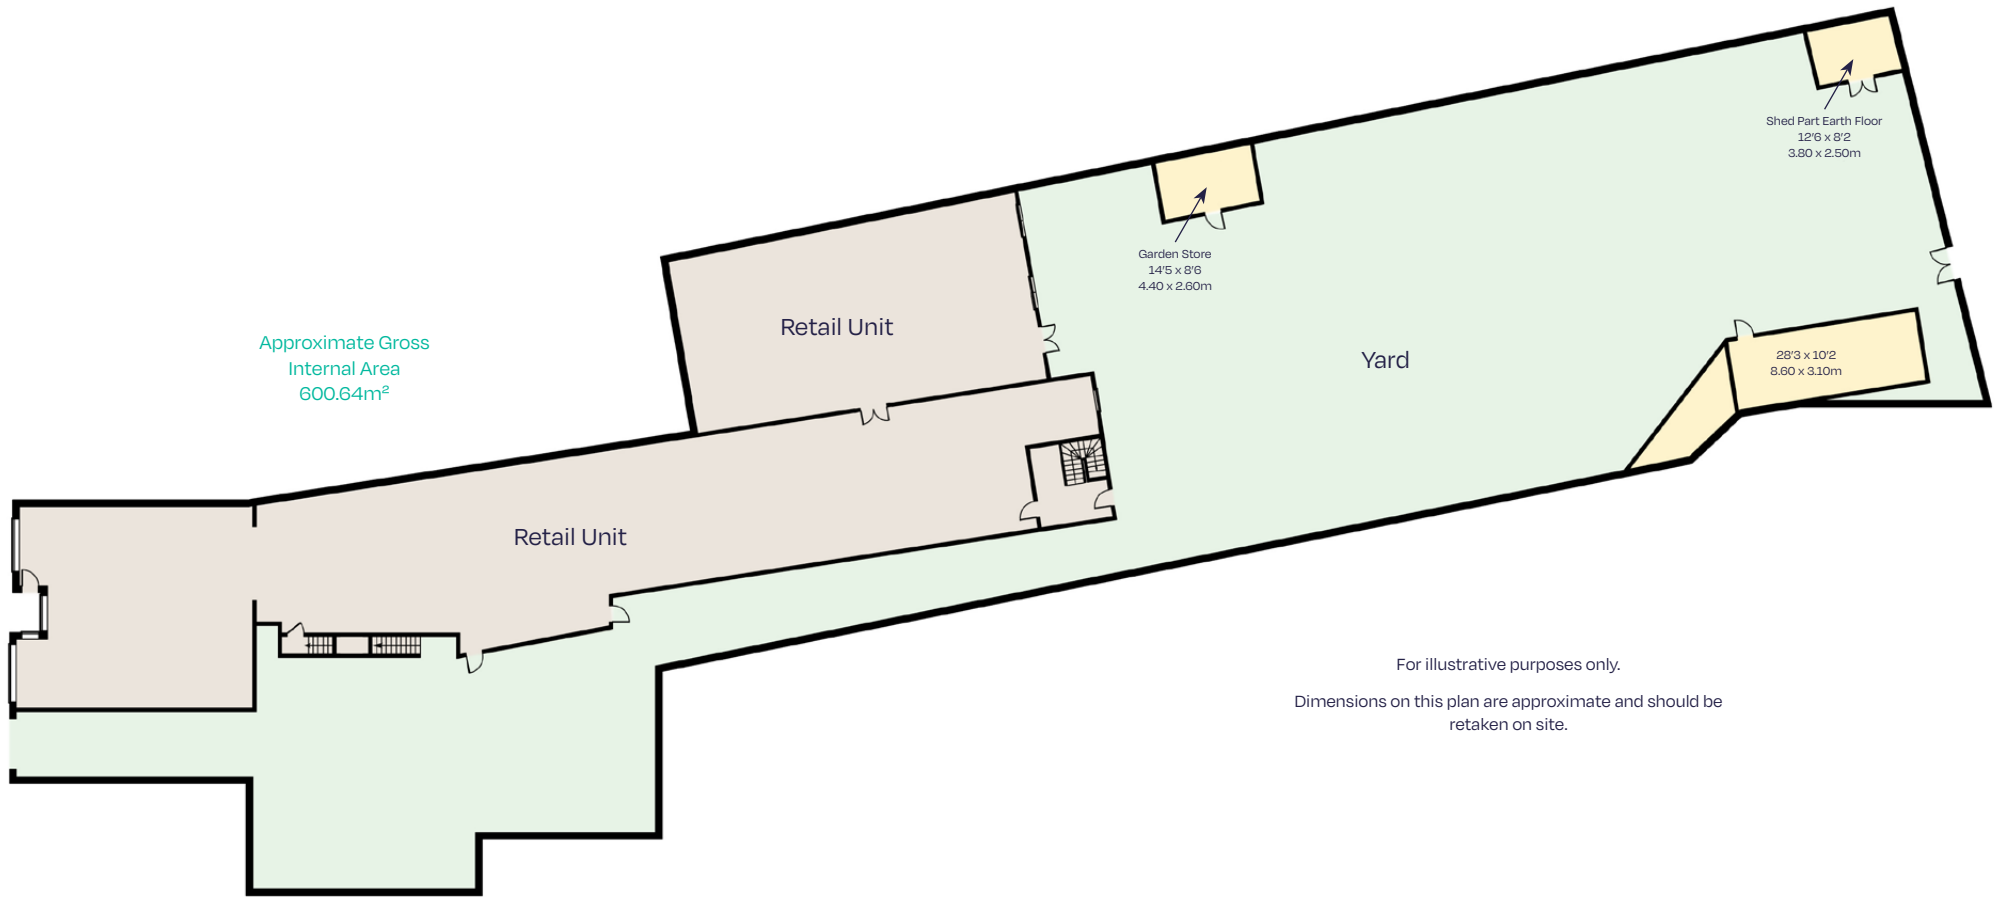 Shed Part Earth Floor
12'6 x 8'2
3.80 x 2.50m
Garden Store
14'5 x 8'6
4.40 x 2.60m
Retail Unit
Approximate Gross
Internal Area
600.64m²
Yard
28'3 x 10'2
8.60 x 3.10m
Retail Unit
For illustrative purposes only.
Dimensions on this plan are approximate and should be
retaken on site.